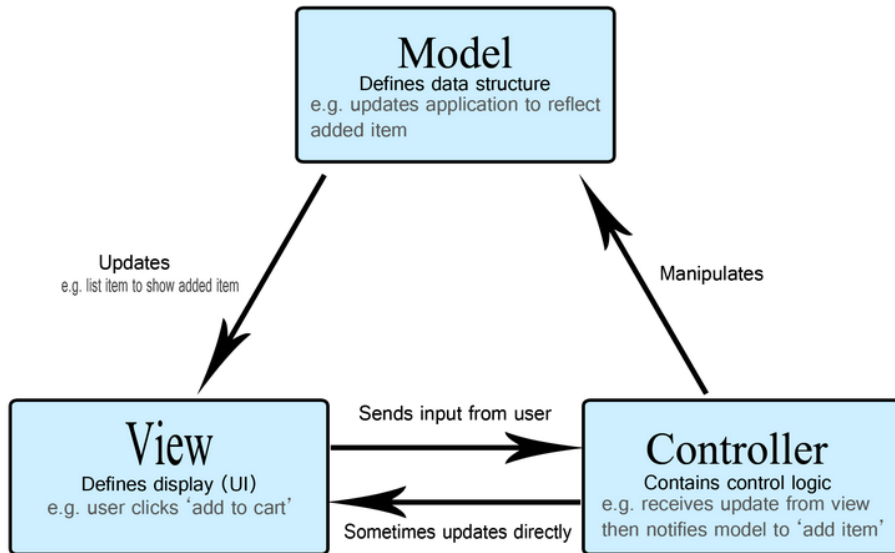 Model
Defines data structure
e.g. updates application to reflect
added item
Updates
e.g. list item to show added item
Manipulates
View
Defines display (UI)
e.g. user clicks ‘add to cart’
Sends input from user
Sometimes updates directly
Controller
Contains control logic
e.g. receives update from view
then notifies model to ‘add item’